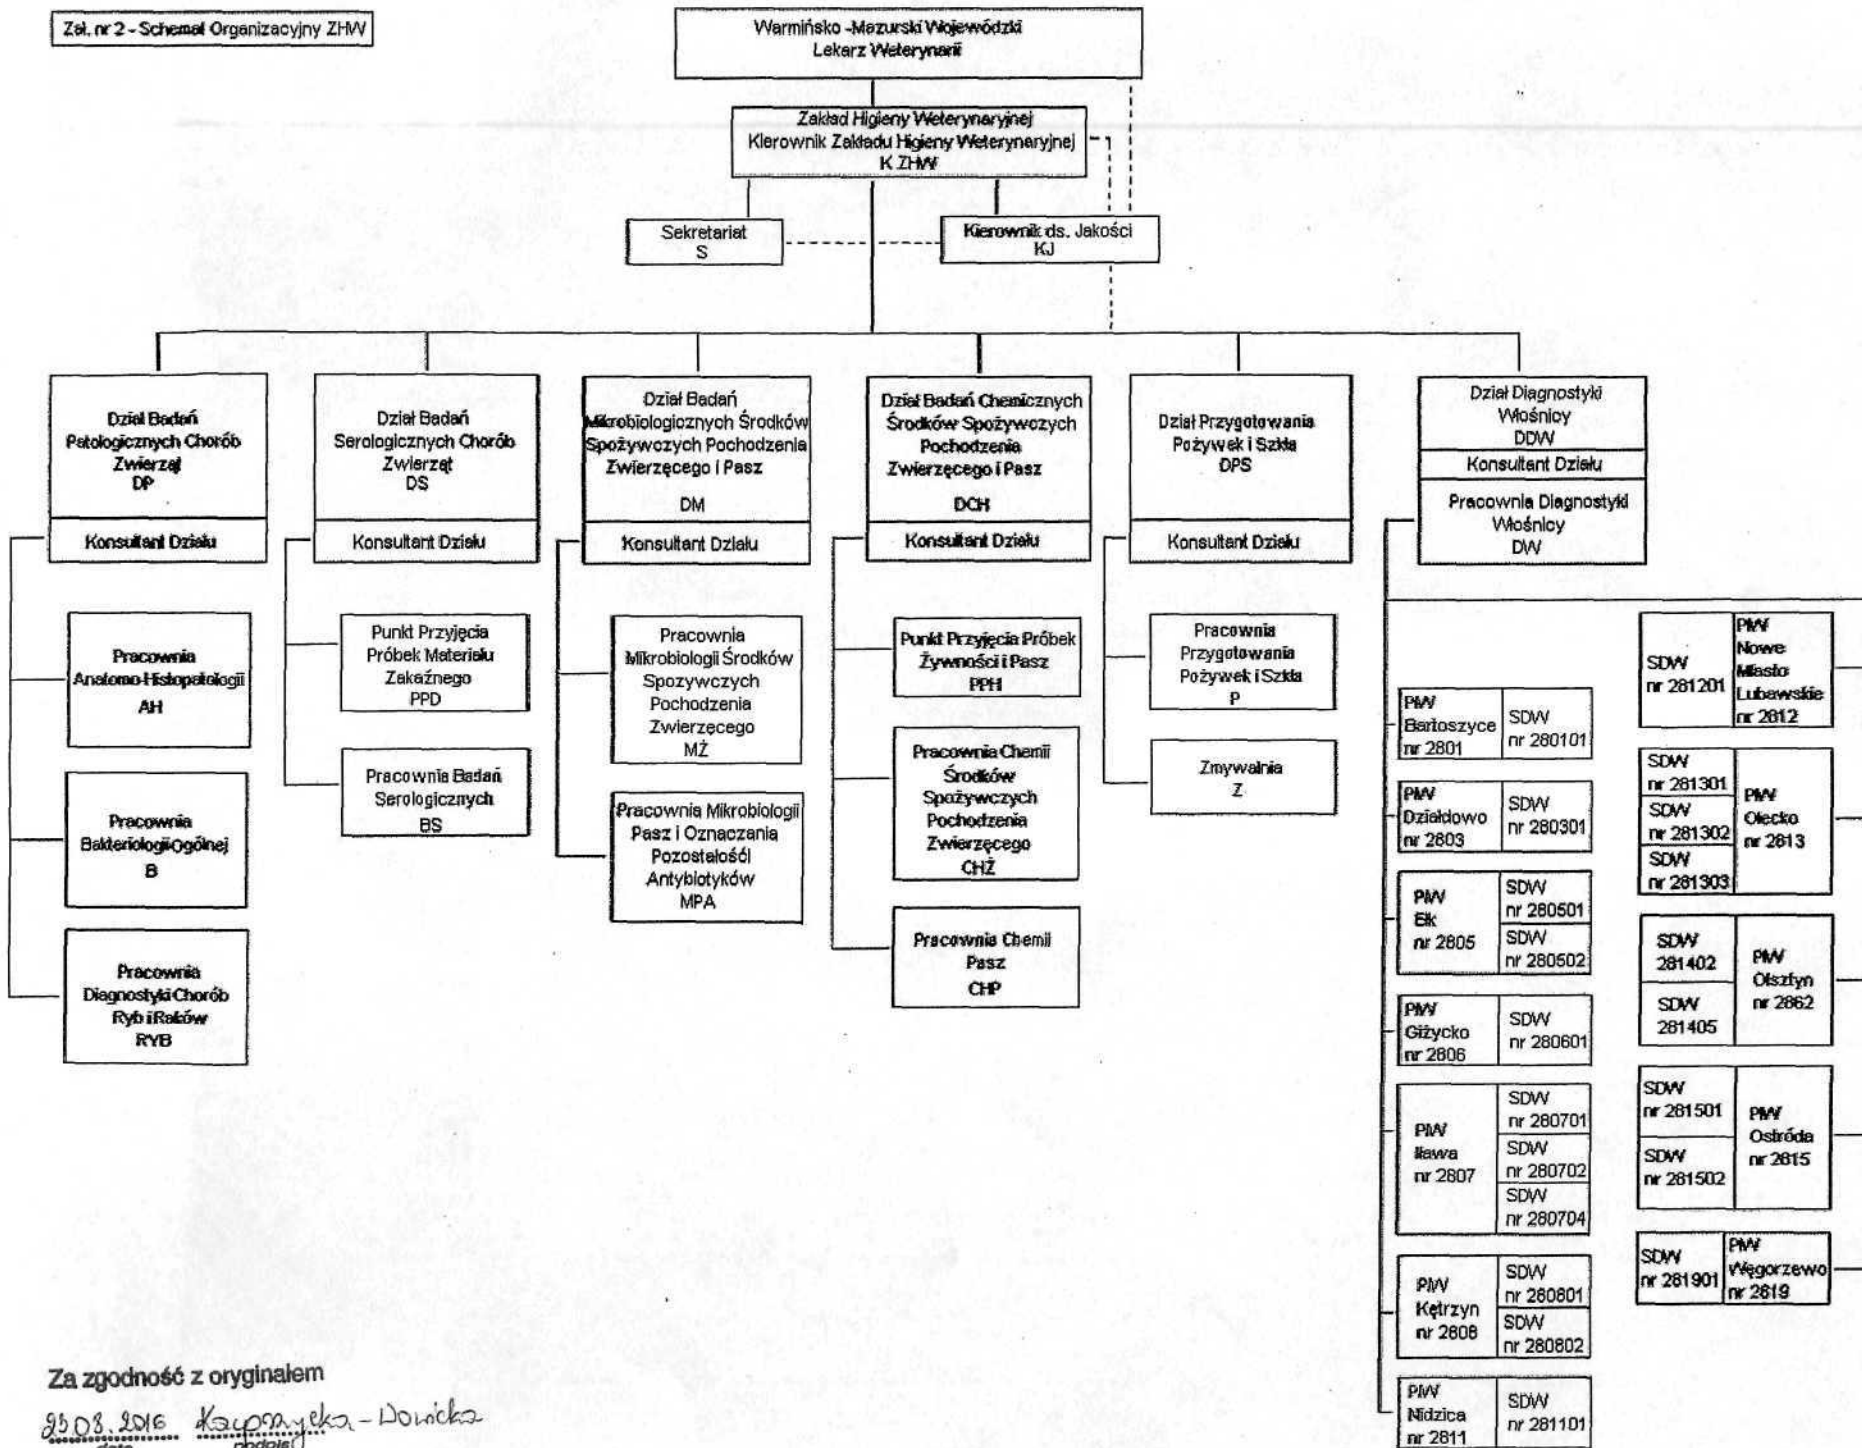 Zał. nr 2 - Schemat Organizacyjny ZHW
Warmińsko -Mazurski Wojewódzki
Lekarz Weterynarii
Zakład Higieny Weterynaryjnej
Kierownik Zakładu Higieny Weterynaryjnej
K ZHW
Sekretariat
S
Kierownik ds. Jakości
KJ
Dział Badań
Patologicznych Chorób
Zwierząt
DP
Konsultant Działu
Pracownia
Anatomo-Histopatologii
AH
Pracownia
Bakteriologii Ogólnej
B
Pracownia
Diagnostyki Chorób
Ryb i Raków
RYB
Dział Badań
Serologicznych Chorób
Zwierząt
DS
Konsultant Działu
Punkt Przyjęcia
Próbek Materiału
Zakaźnego
PPD
Pracownia Badań
Serologicznych
BS
Dział Badań
Mikrobiologicznych Środków
Spożywczych Pochodzenia
Zwierzęcego i Pasz
DM
Konsultant Działu
Pracownia
Mikrobiologii Środków
Spozywczych
Pochodzenia
Zwierzęcego
MŻ
Pracownia Mikrobiologii
Pasz i Oznaczania
Pozostałości
Antybiotyków
MPA
Dział Badań Chemicznych
Środków Spożywczych
Pochodzenia
Zwierzęcego i Pasz
DCH
Konsultant Działu
Punkt Przyjęcia Próbek
Żywności i Pasz
PPH
Pracownia Chemii
Środków
Spożywczych
Pochodzenia
Zwierzęcego
CHŻ
Pracownia Chemii
Pasz
CHP
Dział Przygotowania
Pożywek i Szkła
DPS
Konsultant Działu
Pracownia
Przygotowania
Pożywek i Szkła
P
Zmywalnia
Z
Dział Diagnostyki
Włośnicy
DDW
Konsultant Działu
Pracownia Diagnostyki
Włośnicy
DW
PIW
Bartoszyce
nr 2801
SDW
nr 280101
PIW
Działdowo
nr 2803
SDW
nr 280301
PIW
Ełk
nr 2805
SDW
nr 280501
SDW
nr 280502
PIW
Giżycko
nr 2806
SDW
nr 280601
PIW
Iława
nr 2807
SDW
nr 280701
SDW
nr 280702
SDW
nr 280704
PIW
Kętrzyn
nr 2808
SDW
nr 280801
SDW
nr 280802
PIW
Nidzica
nr 2811
SDW
nr 281101
SDW
nr 281201
PIW
Nowe
Miasto
Lubawskie
nr 2812
SDW
nr 281301
SDW
nr 281302
SDW
nr 281303
PIW
Olecko
nr 2813
SDW
281402
SDW
281405
PIW
Olsztyn
nr 2862
SDW
nr 281501
SDW
nr 281502
PIW
Ostróda
nr 2815
SDW
nr 281901
PIW
Węgorzewo
nr 2819
Za zgodność z oryginałem
08.2016
data podpis